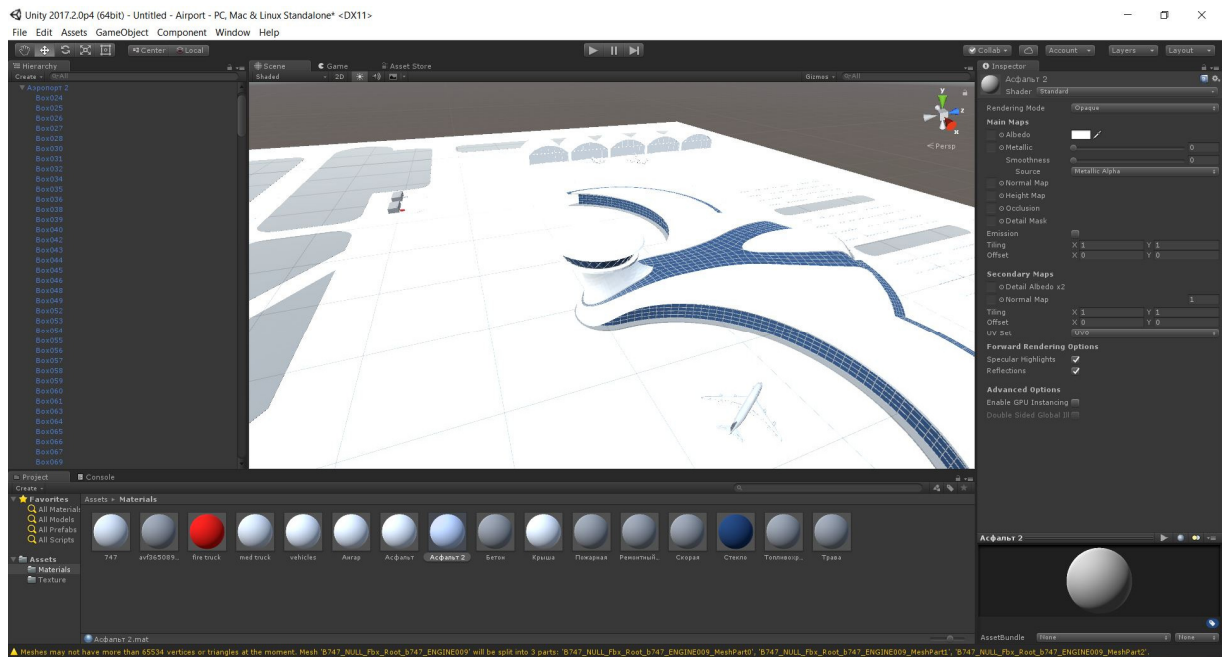 Unity 2017.2.0p4 (64bit) - Untitled - Airport - PC, Mac & Linux Standalone* <DX11>
File Edit Assets GameObject Component Window Help
Center Local Collab Account Layers Layout
Hierarchy Scene Game Asset Store Inspector
Create All Shaded 2D Gizmos All
Аэропорт 2
Box024
Box025
Box026
Box027
Box028
Box030
Box031
Box032
Box034
Box035
Box036
Box038
Box039
Box040
Box042
Box043
Box044
Box045
Box046
Box048
Box049
Box052
Box053
Box054
Box055
Box056
Box057
Box058
Box059
Box060
Box061
Box063
Box064
Box065
Box066
Box067
Box069
y
z
x
Persp
Асфальт 2
Shader Standard
Rendering Mode Opaque
Main Maps
Albedo
Metallic 0
Smoothness 0
Source Metallic Alpha
Normal Map
Height Map
Occlusion
Detail Mask
Emission
Tiling X 1 Y 1
Offset X 0 Y 0
Secondary Maps
Detail Albedo x2
Normal Map 1
Tiling X 1 Y 1
Offset X 0 Y 0
UV Set UV0
Forward Rendering Options
Specular Highlights
Reflections
Advanced Options
Enable GPU Instancing
Double Sided Global Ill
Project Console
Create
Favorites Assets Materials
All Material
All Models
All Prefabs
All Scripts
Assets
Materials
Texture
747 avf365089... fire truck med truck vehicles Ангар Асфальт Асфальт 2 Бетон Крыша Пожарная Ремонтный... Скорая Стекло Топливозр... Трава
Асфальт 2.mat
Асфальт 2
AssetBundle None None
Meshes may not have more than 65534 vertices or triangles at the moment. Mesh 'B747_NULL_Fbx_Root_b747_ENGINE009' will be split into 3 parts: 'B747_NULL_Fbx_Root_b747_ENGINE009_MeshPart0', 'B747_NULL_Fbx_Root_b747_ENGINE009_MeshPart1', 'B747_NULL_Fbx_Root_b747_ENGINE009_MeshPart2'.